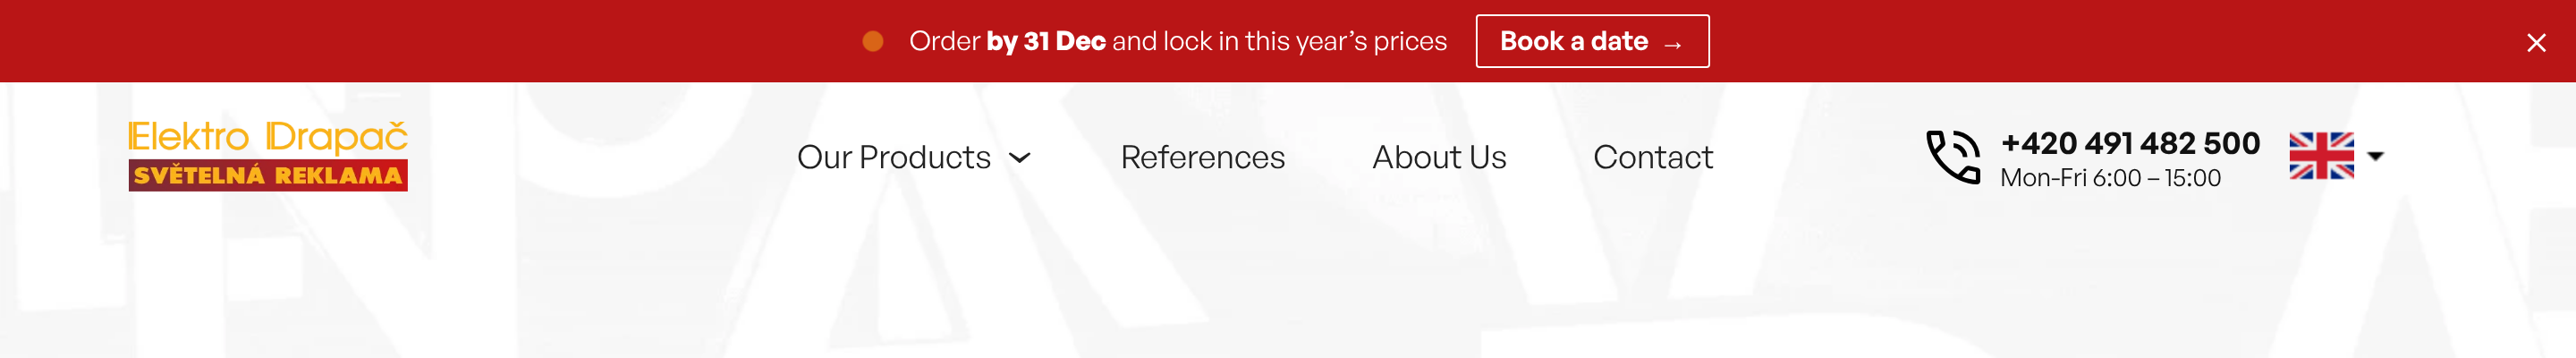 Order by 31 Dec and lock in this year’s prices Book a date →
Elektro Drapač
SVĚTELNÁ REKLAMA
Our Products References About Us Contact
+420 491 482 500
Mon-Fri 6:00 – 15:00